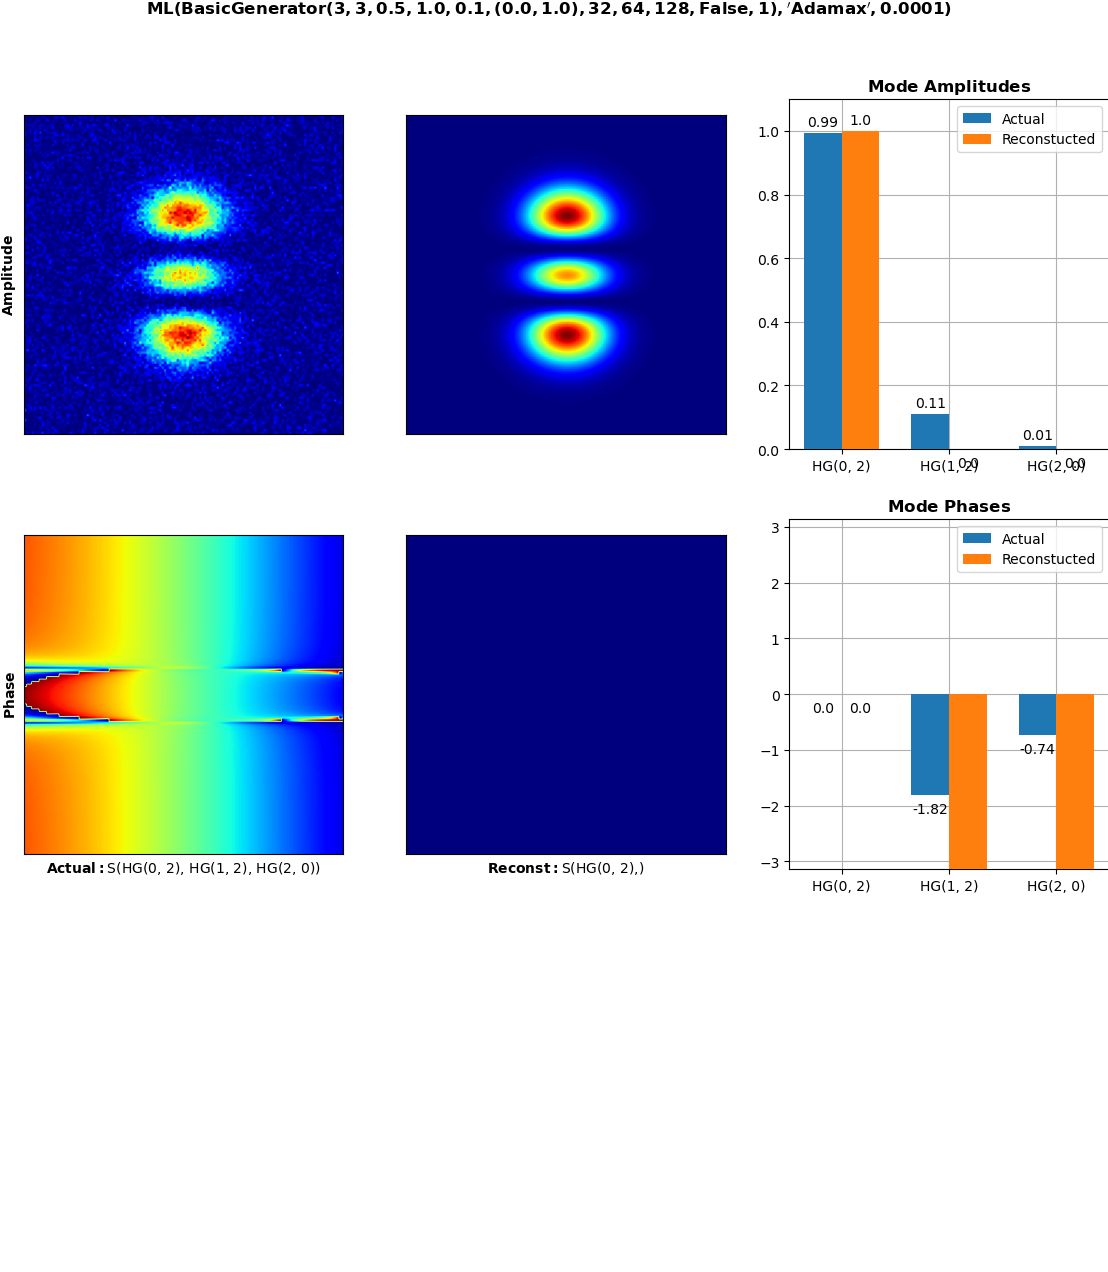 ML(BasicGenerator(3, 3, 0.5, 1.0, 0.1, (0.0, 1.0), 32, 64, 128, False, 1), ′Adamax′, 0.0001)
Amplitude
Mode Amplitudes
Actual
Reconstucted
1.0
0.8
0.6
0.4
0.2
0.0
0.99
1.0
0.11
0.0
0.01
0.0
HG(0, 2)
HG(1, 2)
HG(2, 0)
Phase
Actual: S(HG(0, 2), HG(1, 2), HG(2, 0))
Reconst: S(HG(0, 2),)
Mode Phases
Actual
Reconstucted
3
2
1
0
−1
−2
−3
0.0
0.0
-1.82
-0.74
HG(0, 2)
HG(1, 2)
HG(2, 0)